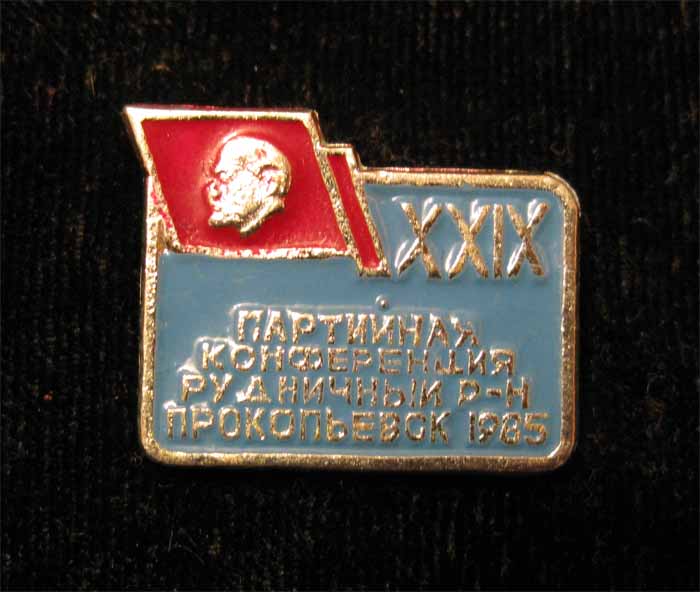 XXIX
ПАРТИЙНАЯ
КОНФЕРЕНЦИЯ
РУДНИЧНЫЙ Р-Н
ПРОКОПЬЕВСК 1985